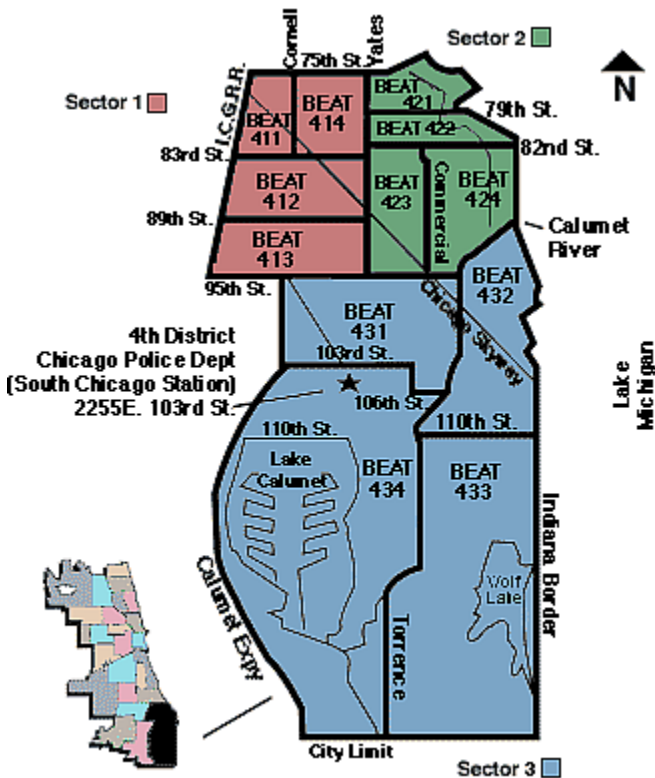 Sector 2
Cornell
75th St.
Yates
I.C.G.R.R.
N
Sector 1
BEAT
421
79th St.
BEAT
411
BEAT
414
BEAT 422
82nd St.
83rd St.
BEAT
412
BEAT
423
Commercial
BEAT
424
89th St.
BEAT
413
Calumet
River
95th St.
BEAT
432
BEAT
431
Chicago Skyway
4th District
Chicago Police Dept
(South Chicago Station)
2255E. 103rd St.
103rd St.
106th St.
Lake
Michigan
110th St.
110th St.
Lake
Calumet
BEAT
434
BEAT
433
Indiana Border
Wolf
Lake
Calumet Expy
Torrence
City Limit
Sector 3